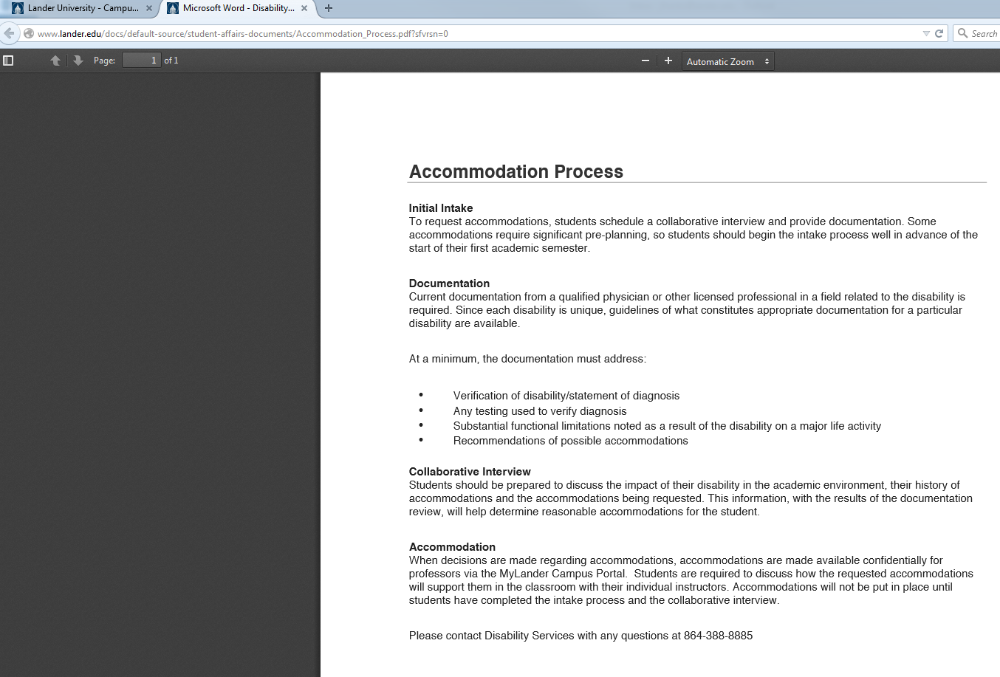 Lander University - Campu...
Microsoft Word - Disability...
www.lander.edu/docs/default-source/student-affairs-documents/Accommodation_Process.pdf?sfvrsn=0
Search
Page: 1 of 1
Automatic Zoom
Accommodation Process
Initial Intake
To request accommodations, students schedule a collaborative interview and provide documentation. Some
accommodations require significant pre-planning, so students should begin the intake process well in advance of the
start of their first academic semester.
Documentation
Current documentation from a qualified physician or other licensed professional in a field related to the disability is
required. Since each disability is unique, guidelines of what constitutes appropriate documentation for a particular
disability are available.
At a minimum, the documentation must address:
• Verification of disability/statement of diagnosis
• Any testing used to verify diagnosis
• Substantial functional limitations noted as a result of the disability on a major life activity
• Recommendations of possible accommodations
Collaborative Interview
Students should be prepared to discuss the impact of their disability in the academic environment, their history of
accommodations and the accommodations being requested. This information, with the results of the documentation
review, will help determine reasonable accommodations for the student.
Accommodation
When decisions are made regarding accommodations, accommodations are made available confidentially for
professors via the MyLander Campus Portal.  Students are required to discuss how the requested accommodations
will support them in the classroom with their individual instructors. Accommodations will not be put in place until
students have completed the intake process and the collaborative interview.
Please contact Disability Services with any questions at 864-388-8885